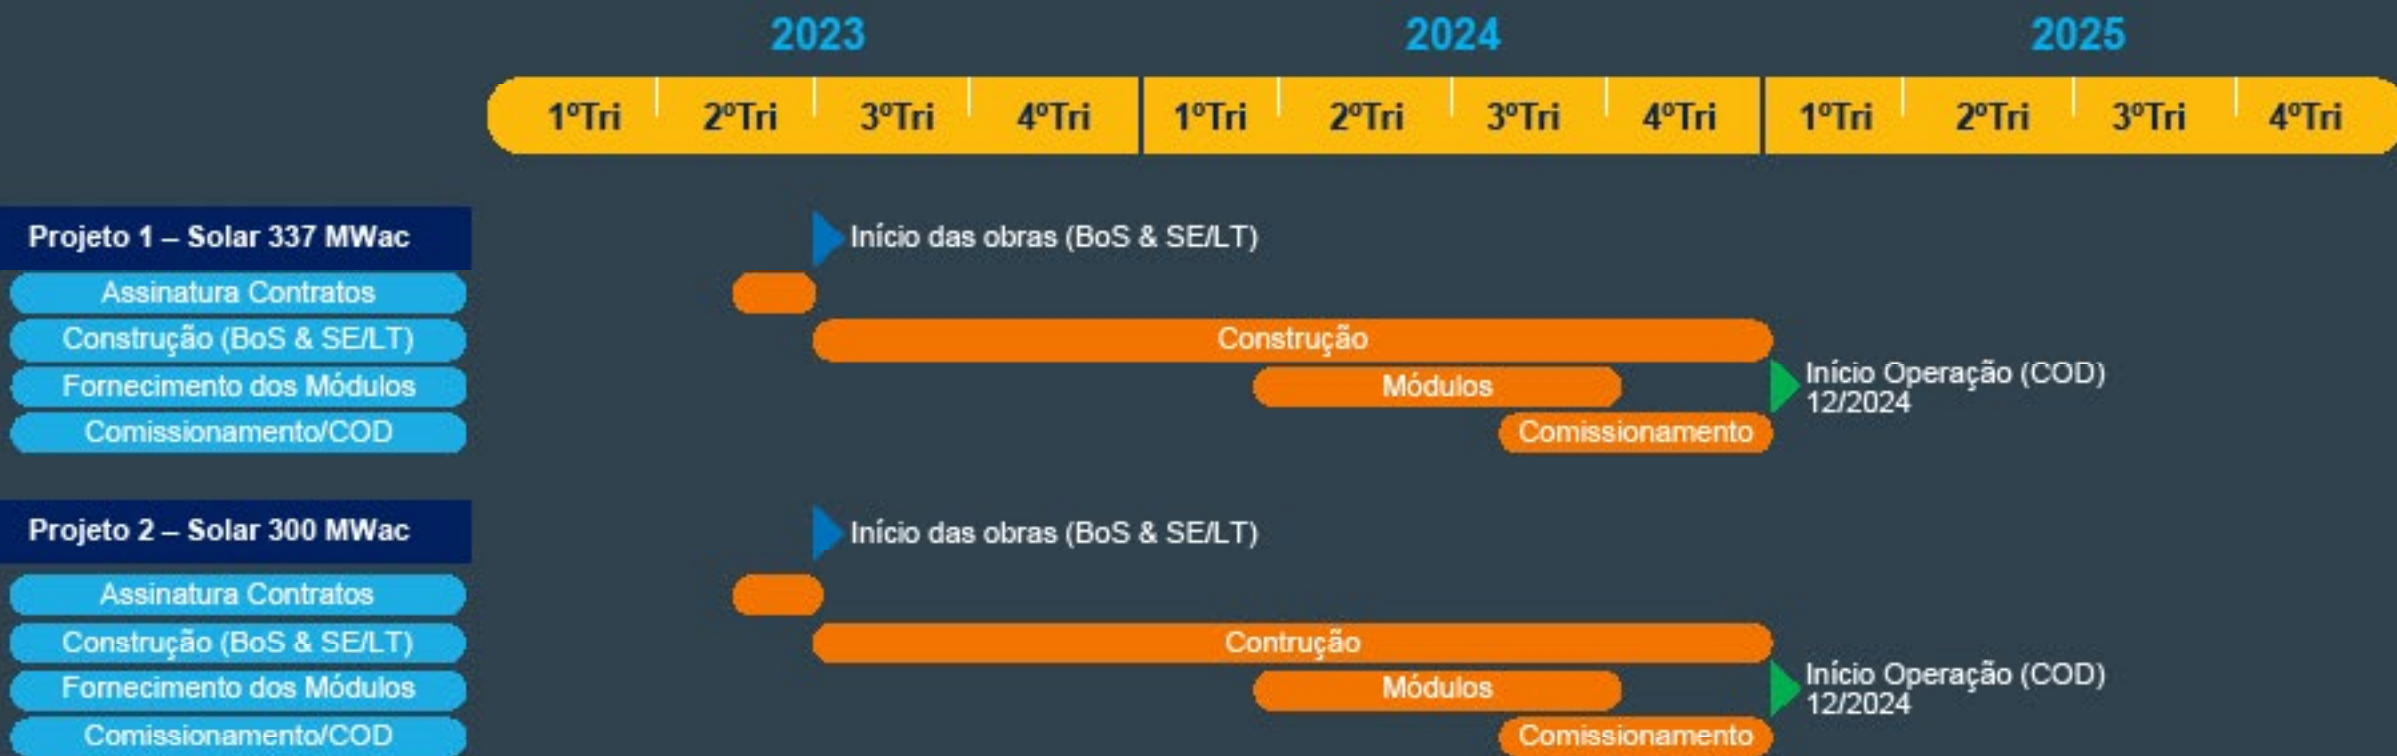 2023 2024 2025
1ºTri 2ºTri 3ºTri 4ºTri 1ºTri 2ºTri 3ºTri 4ºTri 1ºTri 2ºTri 3ºTri 4ºTri
Projeto 1 – Solar 337 MWac
Início das obras (BoS & SE/LT)
Assinatura Contratos
Construção (BoS & SE/LT)
Construção
Fornecimento dos Módulos
Módulos
Início Operação (COD)
12/2024
Comissionamento/COD
Comissionamento
Projeto 2 – Solar 300 MWac
Início das obras (BoS & SE/LT)
Assinatura Contratos
Construção (BoS & SE/LT)
Contrução
Fornecimento dos Módulos
Módulos
Início Operação (COD)
12/2024
Comissionamento/COD
Comissionamento